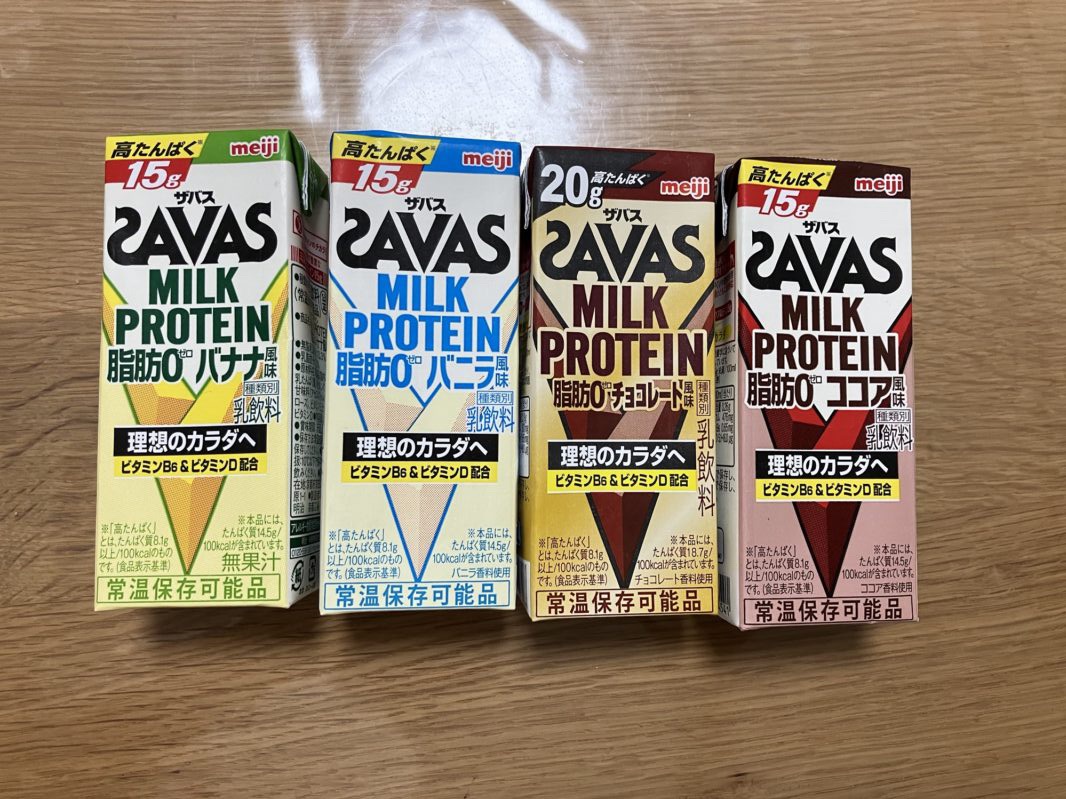 高たんぱく※
15g
meiji
ザバス
SAVAS
MILK
PROTEIN
脂肪0ゼロ バナナ風味
種類別
乳飲料
理想のカラダへ
ビタミンB6&ビタミンD配合
※「高たんぱく」
とは、たんぱく質8.1g
以上/100kcalのもの
です。(食品表示基準)
※本品には、
たんぱく質14.5g/
100kcalが含まれています。
無果汁
常温保存可能品
高たんぱく※
15g
meiji
ザバス
SAVAS
MILK
PROTEIN
脂肪0ゼロ バニラ風味
種類別
乳飲料
理想のカラダへ
ビタミンB6&ビタミンD配合
※「高たんぱく」
とは、たんぱく質8.1g
以上/100kcalのもの
です。(食品表示基準)
※本品には、
たんぱく質14.5g/
100kcalが含まれています。
バニラ香料使用
常温保存可能品
20g高たんぱく※
meiji
ザバス
SAVAS
MILK
PROTEIN
脂肪0ゼロ チョコレート風味
種類別
乳飲料
理想のカラダへ
ビタミンB6&ビタミンD配合
※「高たんぱく」
とは、たんぱく質8.1g
以上/100kcalのもの
です。(食品表示基準)
※本品には、
たんぱく質18.7g/
100kcalが含まれています。
チョコレート香料使用
常温保存可能品
高たんぱく※
15g
meiji
ザバス
SAVAS
MILK
PROTEIN
脂肪0ゼロ ココア風味
種類別
乳飲料
理想のカラダへ
ビタミンB6&ビタミンD配合
※「高たんぱく」
とは、たんぱく質8.1g
以上/100kcalのもの
です。(食品表示基準)
※本品には、
たんぱく質14.5g/
100kcalが含まれています。
ココア香料使用
常温保存可能品